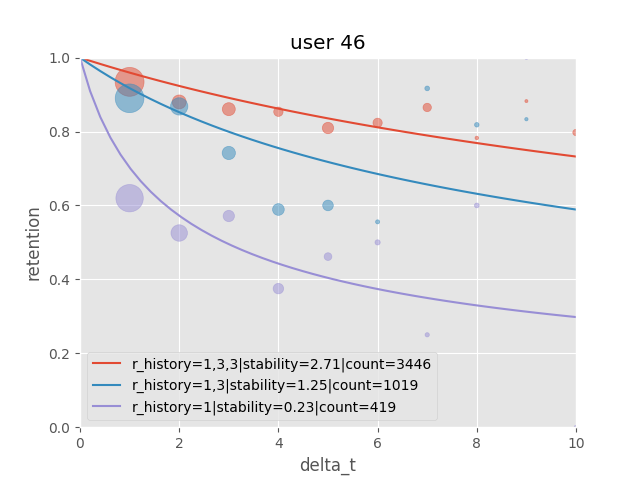 user 46
1.0
0.8
0.6
0.4
0.2
0.0
retention
r_history=1,3,3|stability=2.71|count=3446
r_history=1,3|stability=1.25|count=1019
r_history=1|stability=0.23|count=419
0 2 4 6 8 10
delta_t